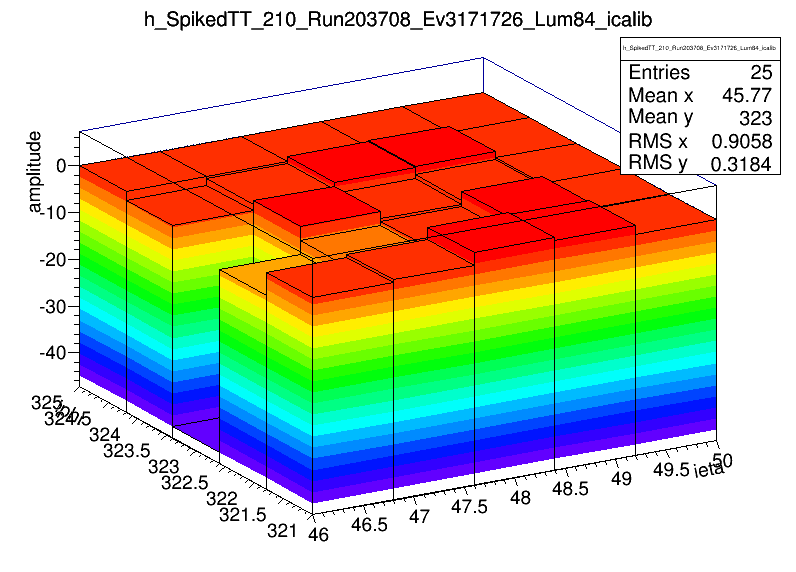 h_SpikedTT_210_Run203708_Ev3171726_Lum84_icalib
h_SpikedTT_210_Run203708_Ev3171726_Lum84_icalib
Entries 25
Mean x 45.77
Mean y 323
RMS x 0.9058
RMS y 0.3184
amplitude
0
-10
-20
-30
-40
325
324.5
324
323.5
323
322.5
322
321.5
321
46
46.5
47
47.5
48
48.5
49
49.5
50
ieta